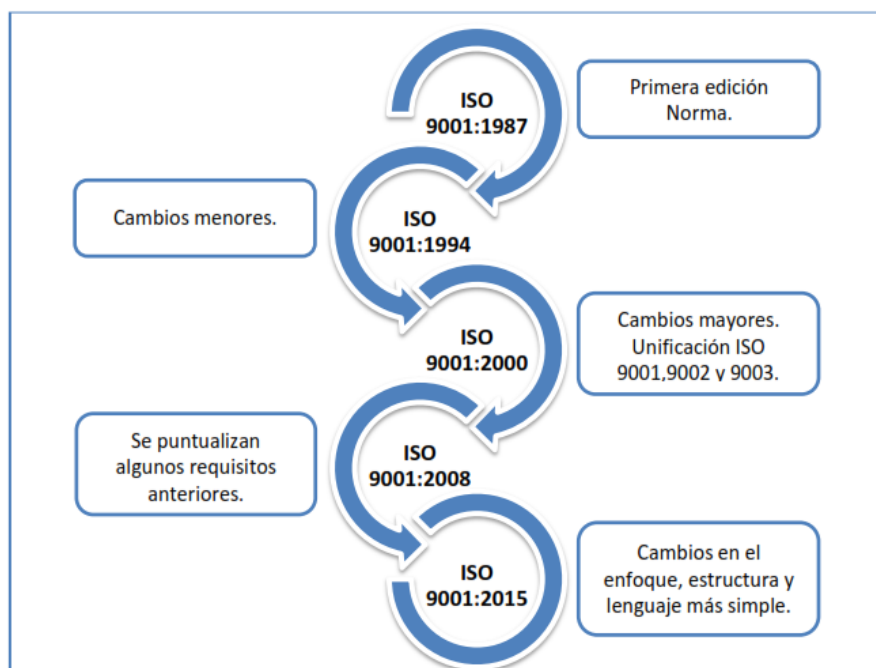 ISO
9001:1987
Primera edición
Norma.
Cambios menores.
ISO
9001:1994
ISO
9001:2000
Cambios mayores.
Unificación ISO
9001,9002 y 9003.
Se puntualizan
algunos requisitos
anteriores.
ISO
9001:2008
ISO
9001:2015
Cambios en el
enfoque, estructura y
lenguaje más simple.